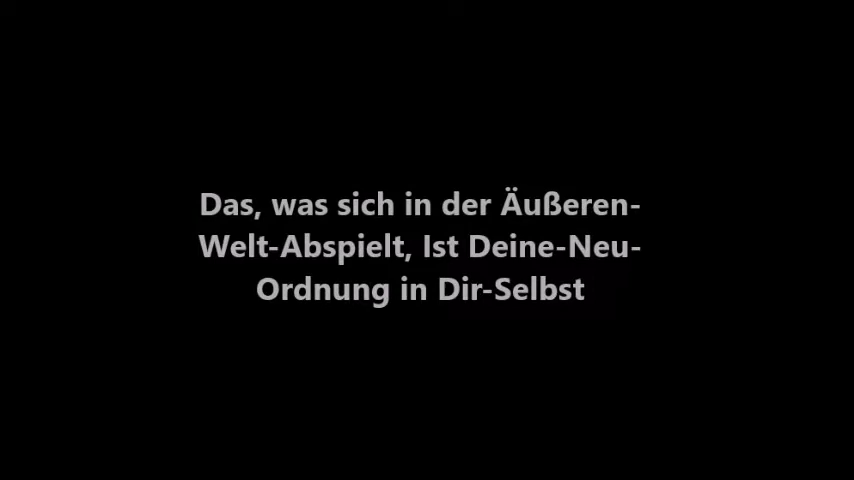 Das, was sich in der Äußeren-
Welt-Abspielt, Ist Deine-Neu-
Ordnung in Dir-Selbst